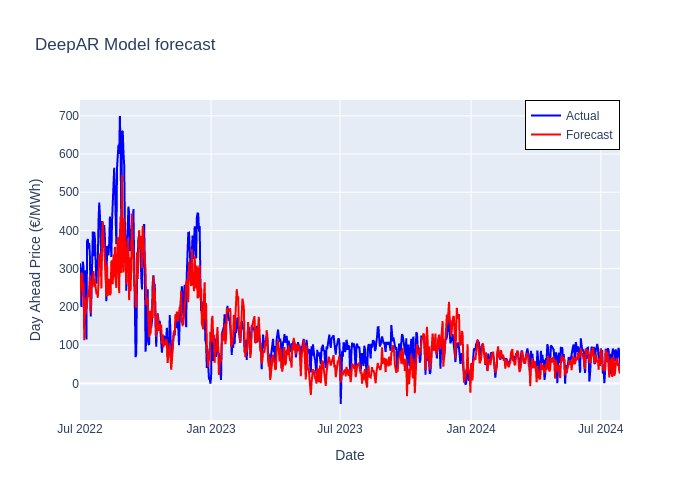 DeepAR Model forecast
Actual
Forecast
Day Ahead Price (€/MWh)
700
600
500
400
300
200
100
0
Jul 2022
Jan 2023
Jul 2023
Jan 2024
Jul 2024
Date